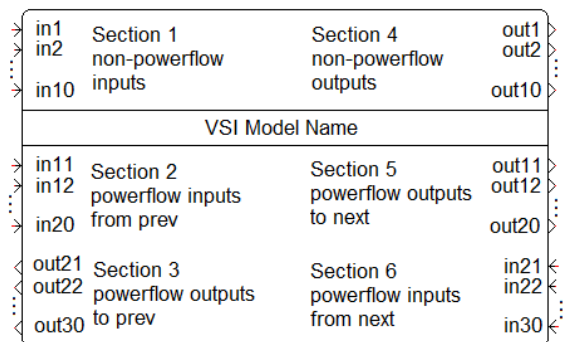 in1
in2
in10
Section 1
non-powerflow
inputs
Section 4
non-powerflow
outputs
out1
out2
out10
VSI Model Name
in11
in12
in20
Section 2
powerflow inputs
from prev
Section 5
powerflow outputs
to next
out11
out12
out20
out21
out22
out30
Section 3
powerflow outputs
to prev
Section 6
powerflow inputs
from next
in21
in22
in30